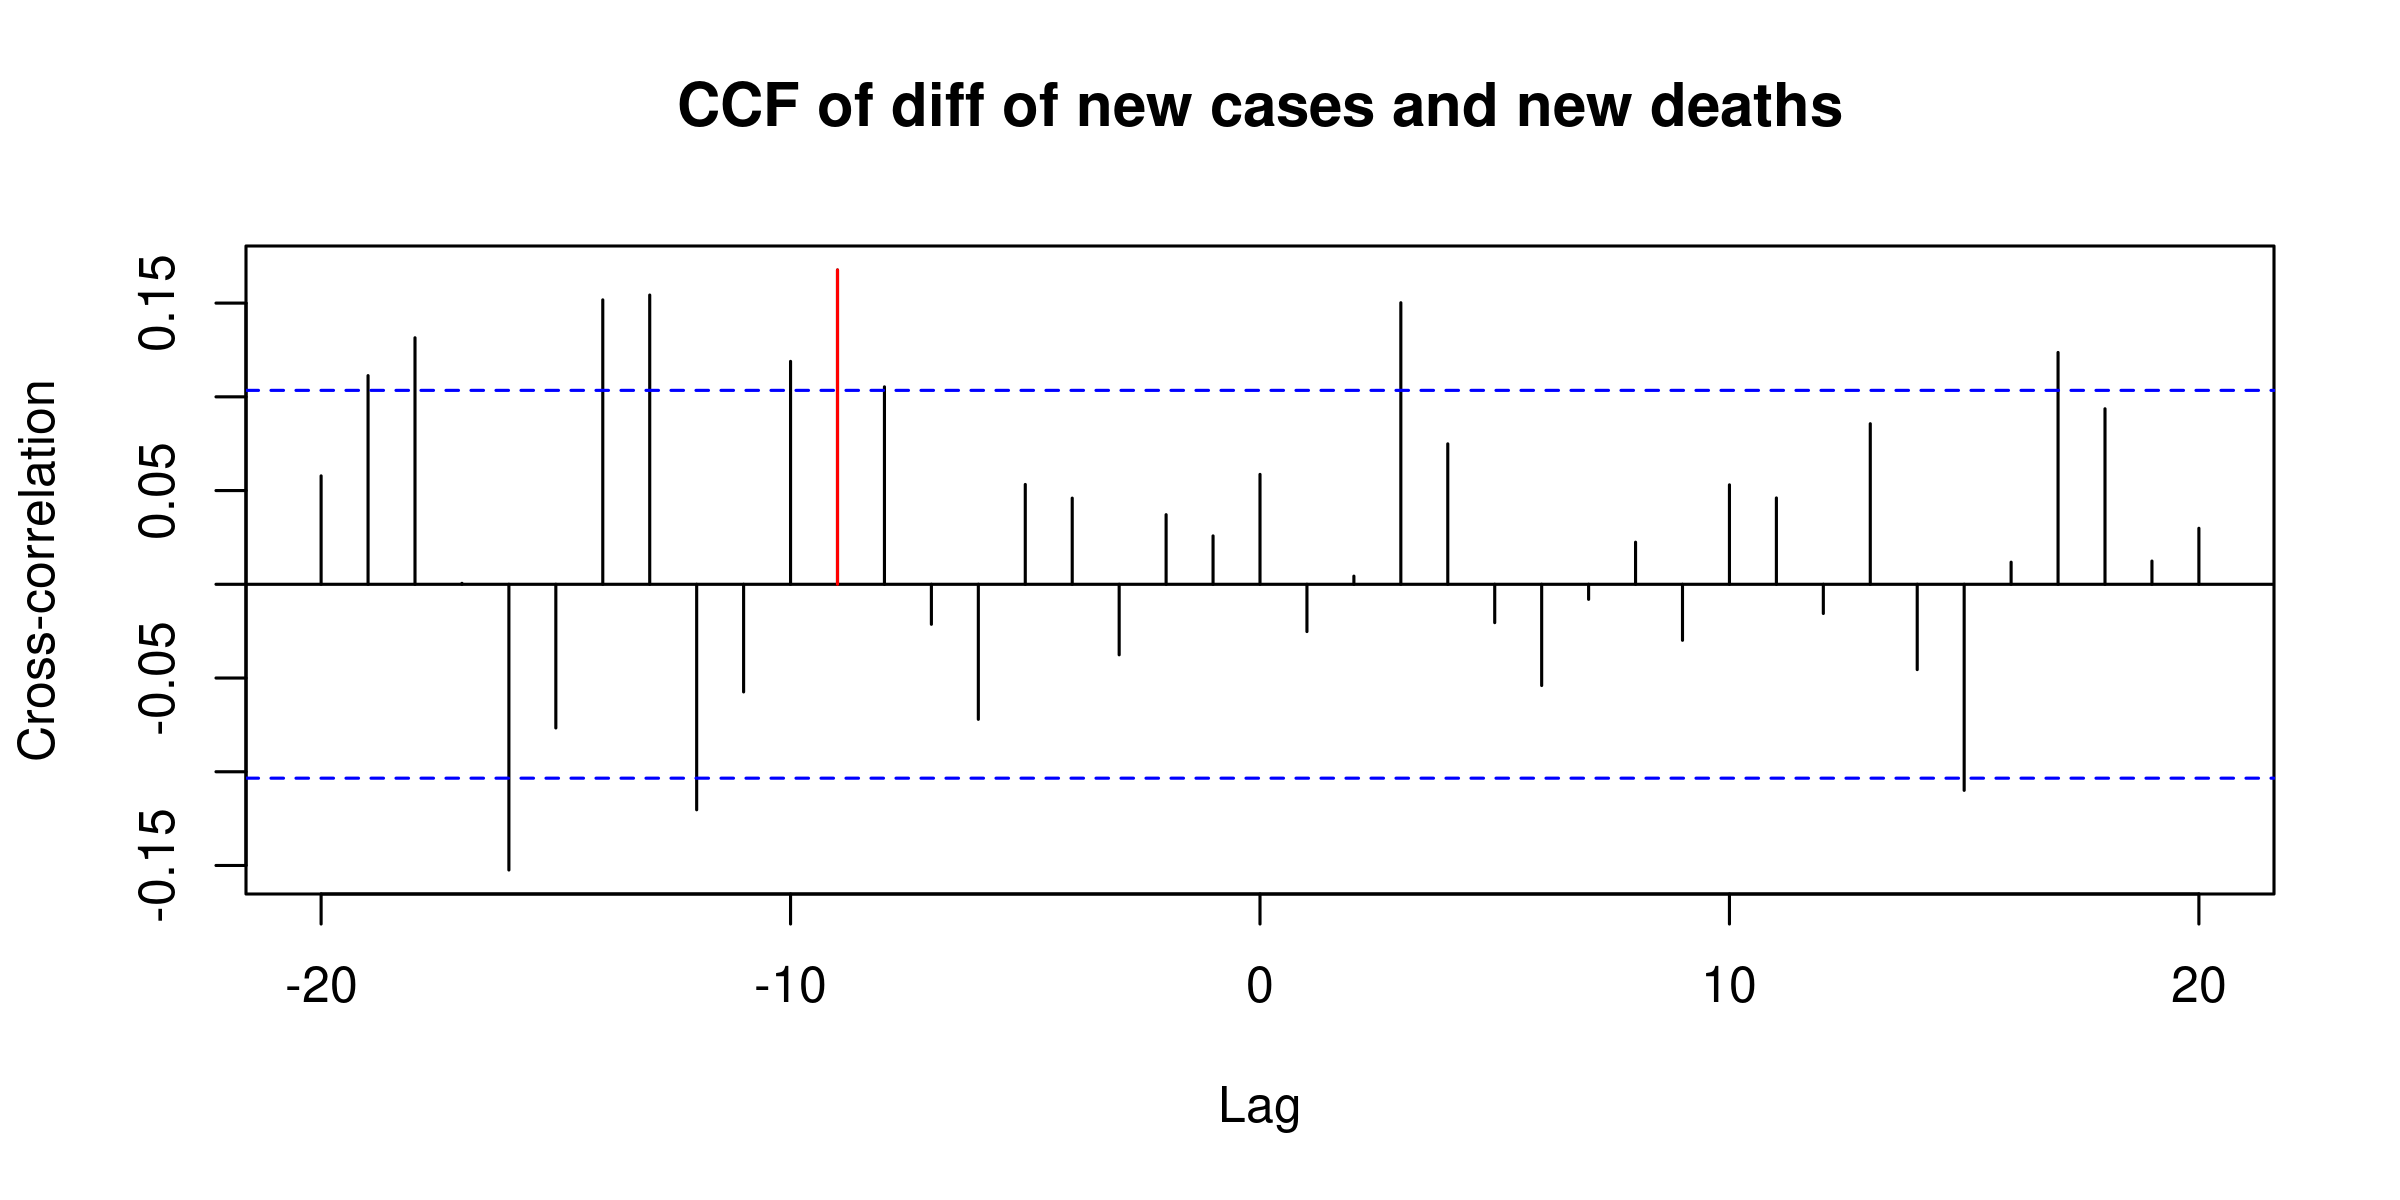 CCF of diff of new cases and new deaths
Cross-correlation
0.15
0.05
-0.05
-0.15
-20 -10 0 10 20
Lag